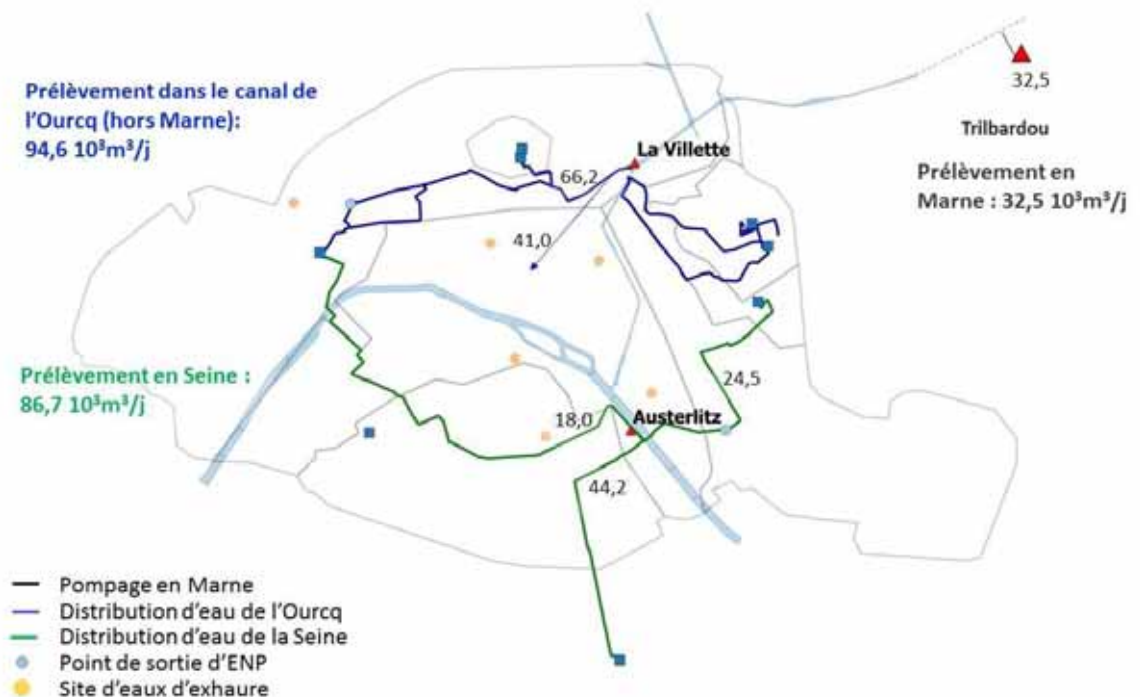 Prélèvement dans le canal de
l'Ourcq (hors Marne):
94,6 10³m³/j
32,5
Trilbardou
Prélèvement en
Marne : 32,5 10³m³/j
La Villette
66,2
41,0
Prélèvement en Seine :
86,7 10³m³/j
24,5
18,0
Austerlitz
44,2
Pompage en Marne
Distribution d'eau de l'Ourcq
Distribution d'eau de la Seine
Point de sortie d'ENP
Site d'eaux d'exhaure